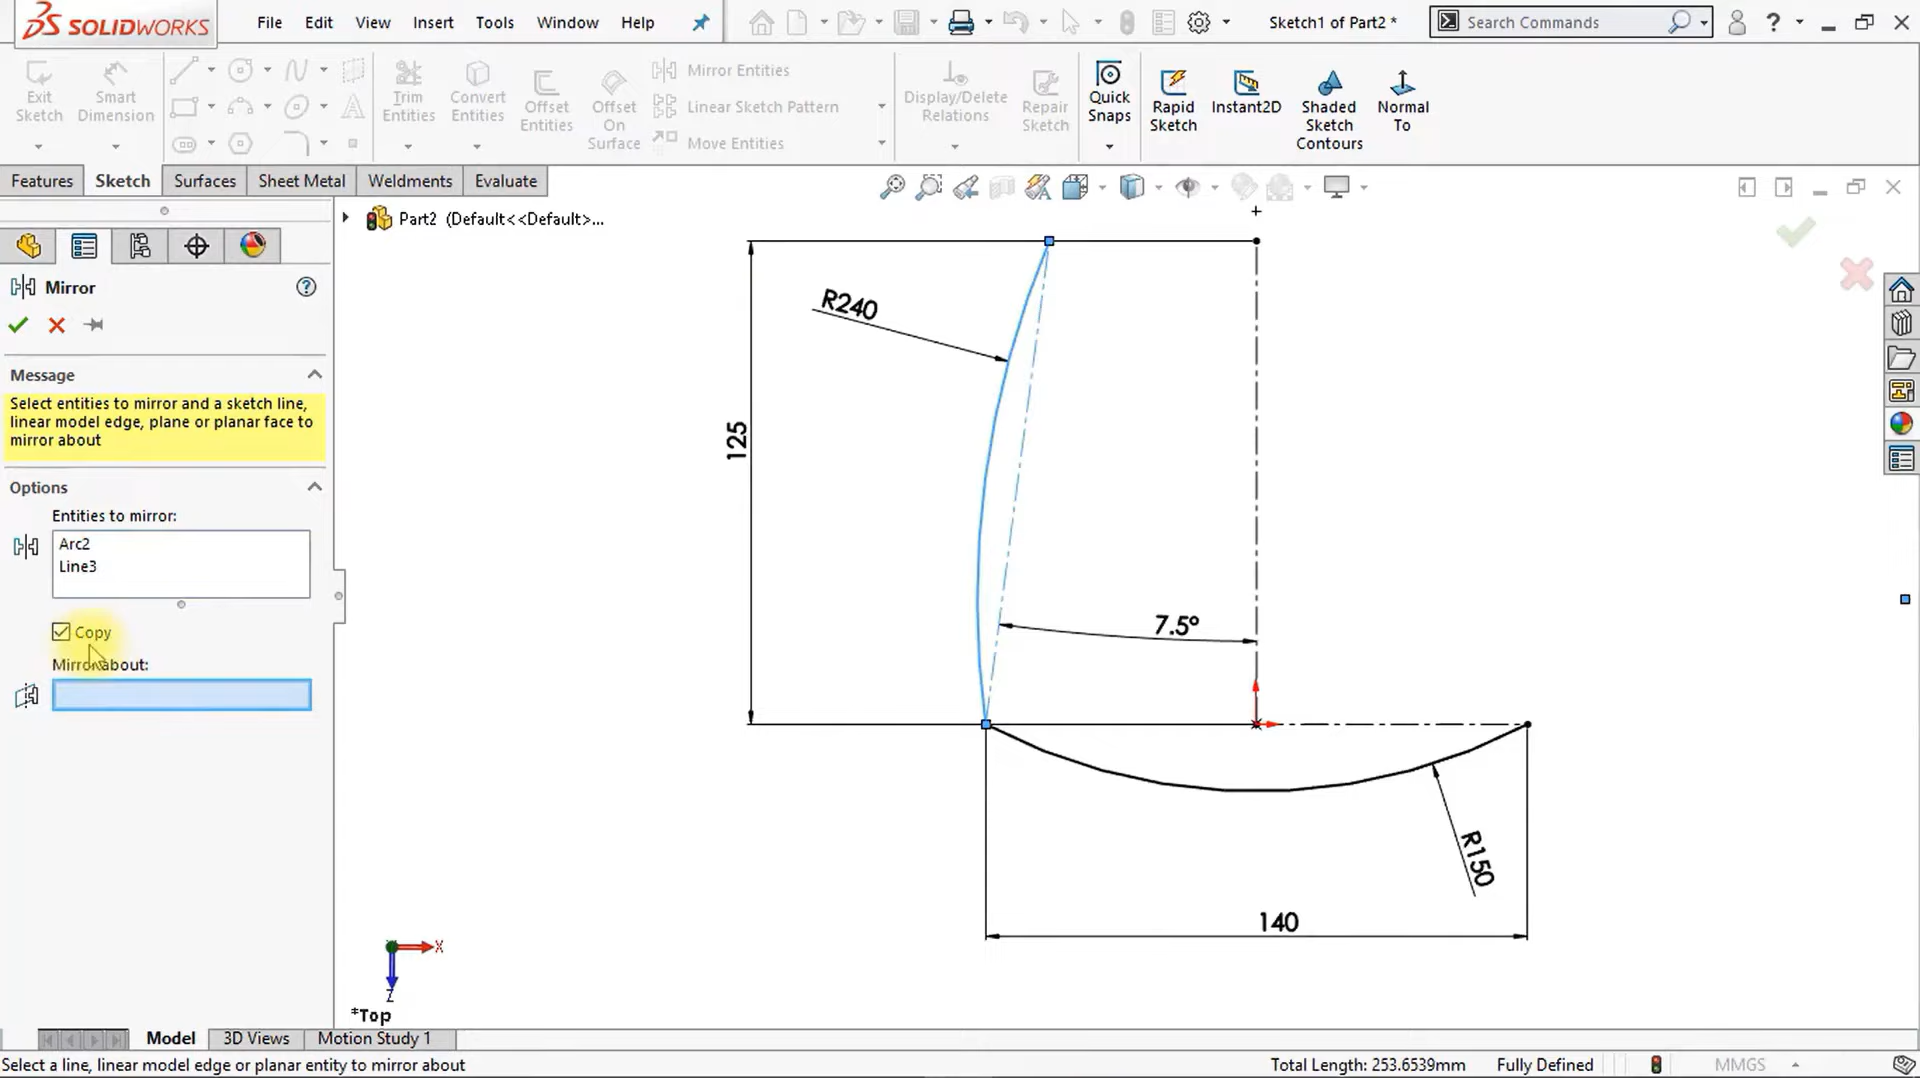 SOLIDWORKS
File Edit View Insert Tools Window Help
Sketch1 of Part2 *
Search Commands
?
Exit Sketch
Smart Dimension
Trim Entities
Convert Entities
Offset Entities
Offset On Surface
Mirror Entities
Linear Sketch Pattern
Move Entities
Display/Delete Relations
Repair Sketch
Quick Snaps
Rapid Sketch
Instant2D
Shaded Sketch Contours
Normal To
Features Sketch Surfaces Sheet Metal Weldments Evaluate
Part2 (Default<<Default>...
Mirror
?
Message
Select entities to mirror and a sketch line,
linear model edge, plane or planar face to
mirror about
Options
Entities to mirror:
Arc2
Line3
Copy
Mirror about:
R240
125
7.5°
R150
140
X
Z
*Top
Model 3D Views Motion Study 1
Select a line, linear model edge or planar entity to mirror about
Total Length: 253.6539mm Fully Defined MMGS